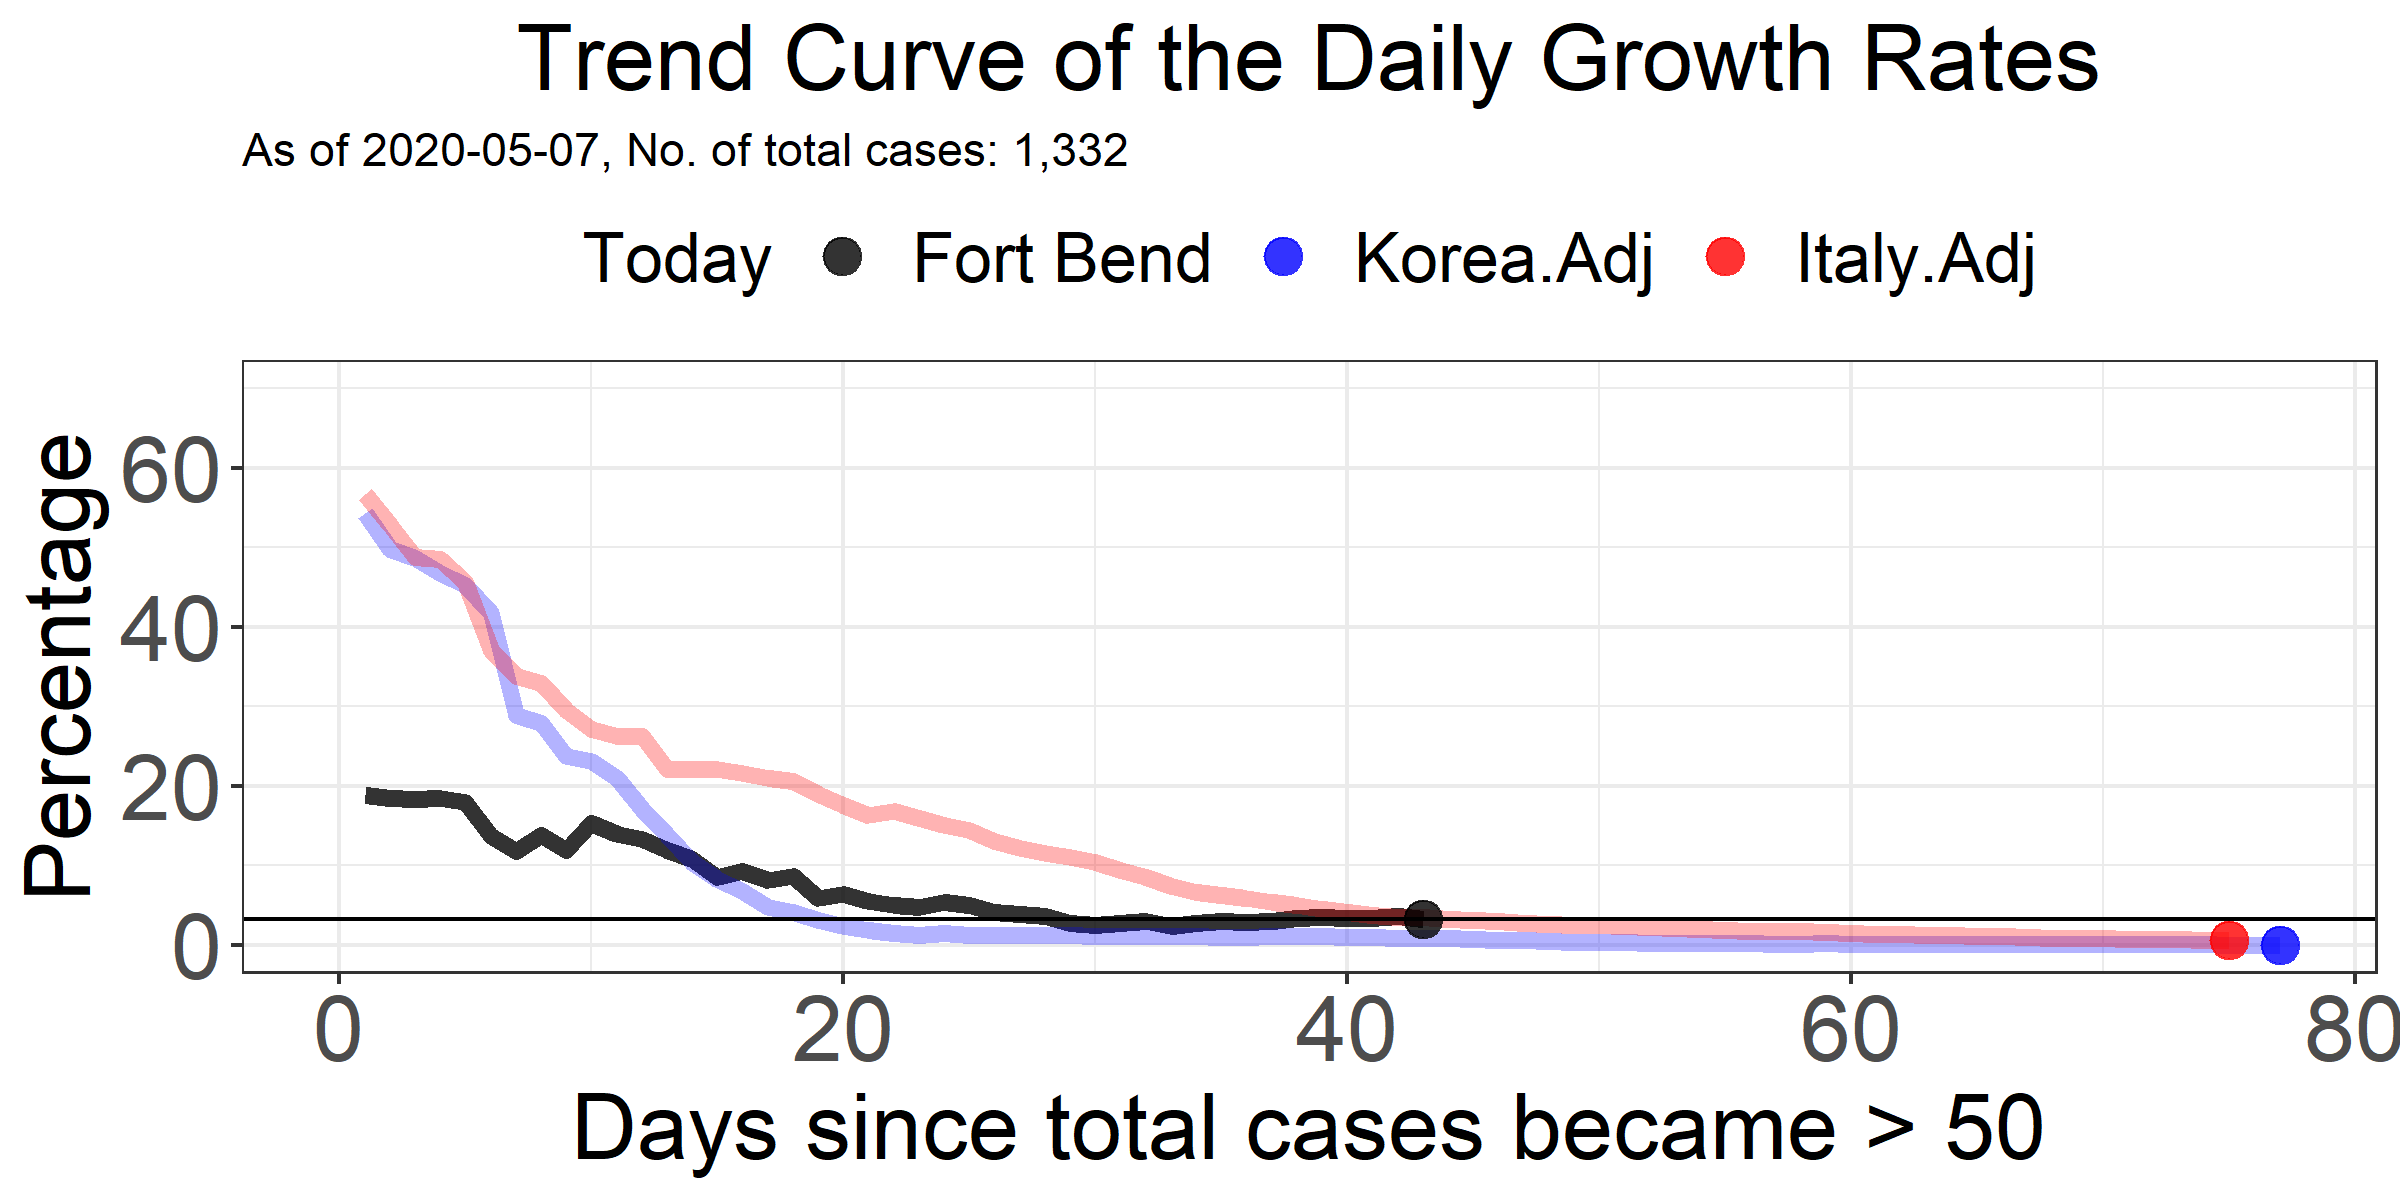 Trend Curve of the Daily Growth Rates
As of 2020-05-07, No. of total cases: 1,332
Today Fort Bend Korea.Adj Italy.Adj
Percentage
60
40
20
0
0 20 40 60 80
Days since total cases became > 50